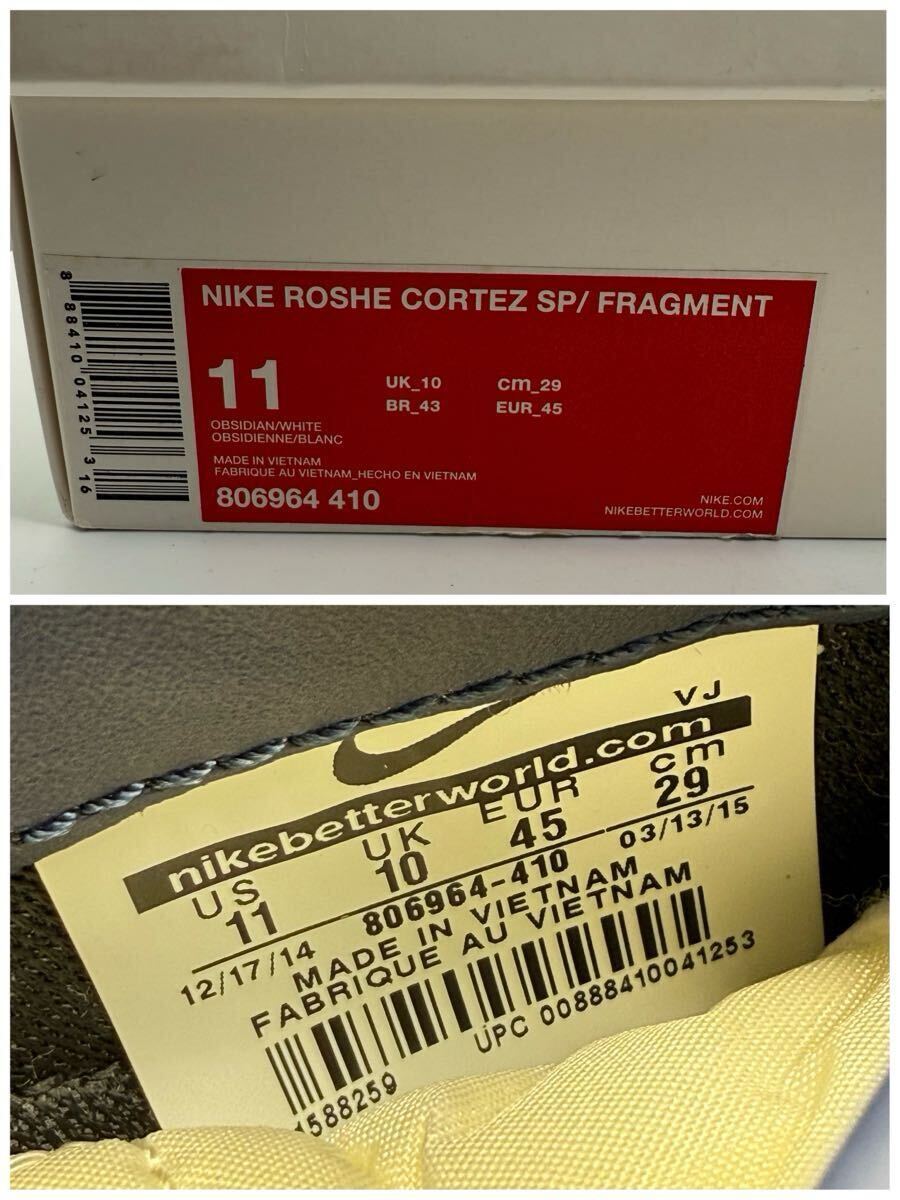 NIKE ROSHE CORTEZ SP/ FRAGMENT
11 UK_10 cm_29
BR_43 EUR_45
OBSIDIAN/WHITE
OBSIDIENNE/BLANC
MADE IN VIETNAM
FABRIQUE AU VIETNAM_HECHO EN VIETNAM
806964 410
NIKE.COM
NIKEBETTERWORLD.COM
8 88410 04125 3 16
VJ
nikebetterworld.com
US UK EUR cm
11 10 45 29
12/17/14 806964-410 03/13/15
MADE IN VIETNAM
FABRIQUE AU VIETNAM
UPC 00888410041253
1588259